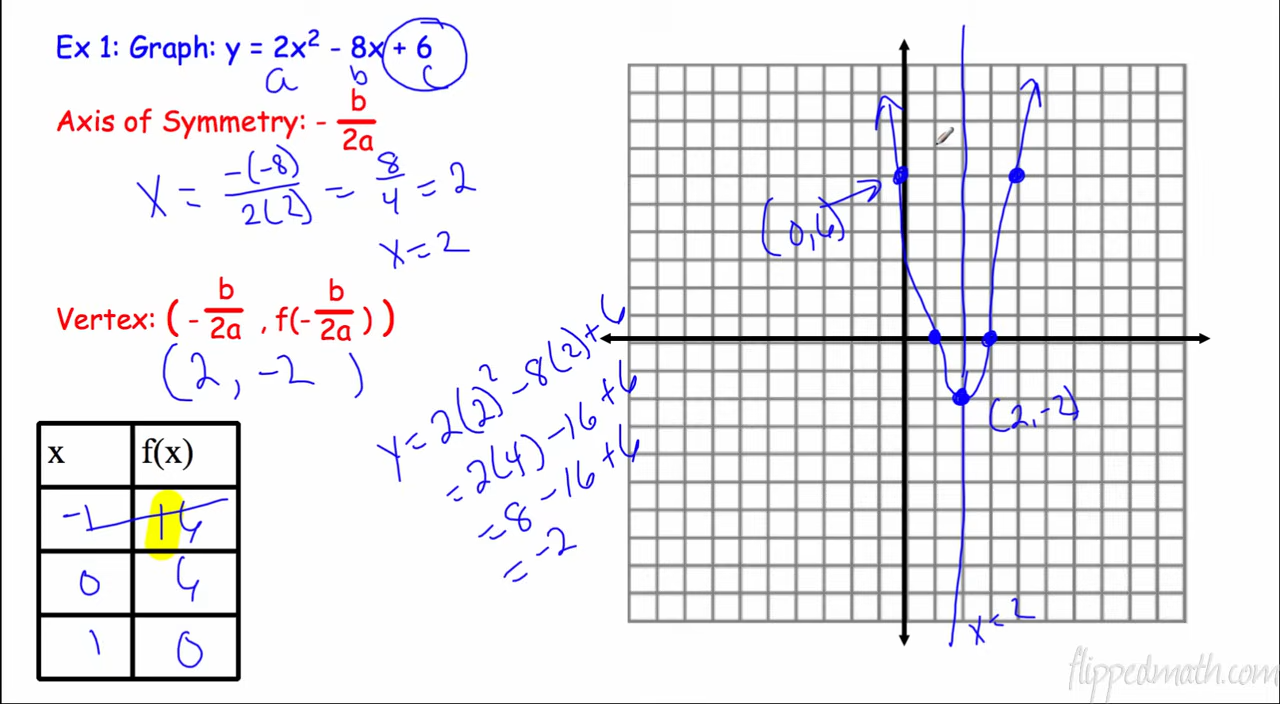 Ex 1: Graph: y = 2x² - 8x + 6
a b c
Axis of Symmetry: - b/2a
x = -(-8)/2(2) = 8/4 = 2
x = 2
Vertex: ( - b/2a , f(- b/2a ) )
(2, -2)
x f(x)
-1 16
0 6
1 0
y = 2(2)² - 8(2) + 6
= 2(4) - 16 + 6
= 8 - 16 + 6
= -2
(0,6)
(2,-2)
x = 2
flippedmath.com